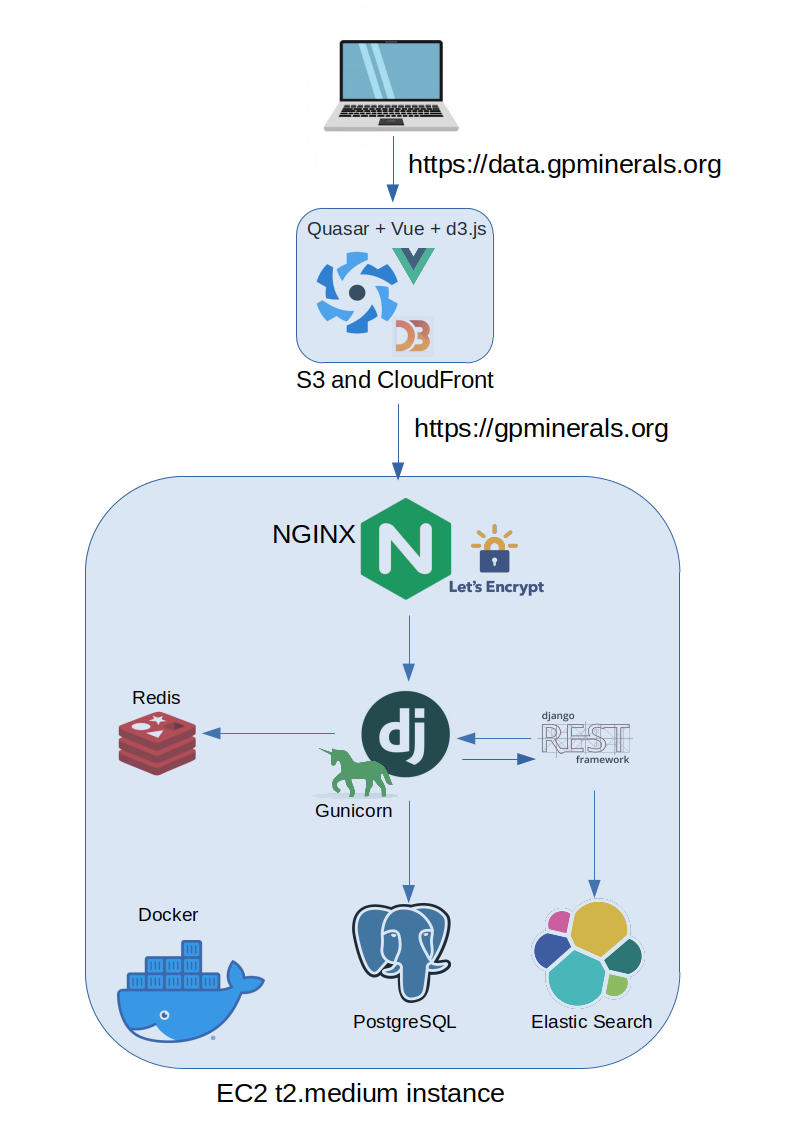 https://data.gpminerals.org
Quasar + Vue + d3.js
D3
S3 and CloudFront
https://gpminerals.org
NGINX
N
Let's Encrypt
Redis
dj
django
REST
framework
Gunicorn
Docker
PostgreSQL
Elastic Search
EC2 t2.medium instance